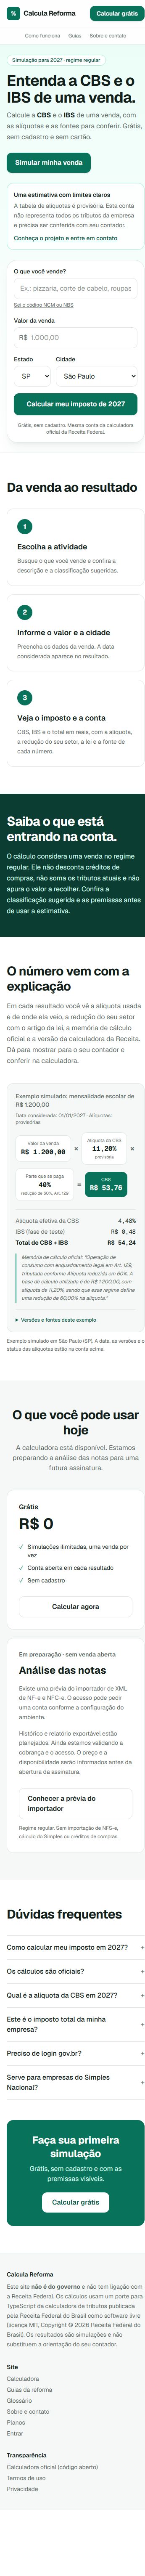 % Calcula Reforma
Calcular grátis
Como funciona Guias Sobre e contato
Simulação para 2027 · regime regular
Entenda a CBS e o
IBS de uma venda.
Calcule a CBS e o IBS de uma venda, com
as alíquotas e as fontes para conferir. Grátis,
sem cadastro e sem cartão.
Simular minha venda
Uma estimativa com limites claros
A tabela de alíquotas é provisória. Esta conta
não representa todos os tributos da empresa
e precisa ser conferida com seu contador.
Conheça o projeto e entre em contato
O que você vende?
Ex.: pizzaria, corte de cabelo, roupas
Sei o código NCM ou NBS
Valor da venda
R$ 1.000,00
Estado Cidade
SP São Paulo
Calcular meu imposto de 2027
Grátis, sem cadastro. Mesma conta da calculadora
oficial da Receita Federal.
Da venda ao resultado
1
Escolha a atividade
Busque o que você vende e confira a
descrição e a classificação sugeridas.
2
Informe o valor e a cidade
Preencha os dados da venda. A data
considerada aparece no resultado.
3
Veja o imposto e a conta
CBS, IBS e o total em reais, com a alíquota,
a redução do seu setor, a lei e a fonte de
cada número.
Saiba o que está
entrando na conta.
O cálculo considera uma venda no regime
regular. Ele não desconta créditos de
compras, não apura o Simples e não apura
o valor a recolher. Confira a
classificação sugerida e as premissas antes
de usar a estimativa.
O número vem com a
explicação
Em cada resultado você vê a alíquota usada
e de onde ela veio, a redução do seu setor
com o artigo da lei, a memória de cálculo
oficial e a versão da calculadora da Receita.
Dá para mostrar para o seu contador e
conferir.
Exemplo simulado: mensalidade escolar de
R$ 1.200,00
Data considerada: 01/01/2027 · Alíquotas:
provisórias
Valor da venda
R$ 1.200,00
×
Alíquota da CBS
11,20%
provisória
×
Parte que se paga
40%
redução de 60%, Art. 129
=
CBS
R$ 53,76
Alíquota efetiva da CBS 4,48%
IBS (fase de teste) R$ 0,48
Total de CBS + IBS R$ 54,24
Memória de cálculo oficial: “Operação de
consumo com enquadramento legal em Art. 129,
tributada conforme Alíquota reduzida em 60%. A
base de cálculo utilizada é de R$ 1.200,00, com
alíquota de 11,20%, sendo que esse regime define
uma redução de 60,00% na alíquota.”
Versões e fontes deste exemplo
Exemplo simulado em São Paulo (SP). A data, as versões e o
status das alíquotas estão na conta acima.
O que você pode usar
hoje
A calculadora está disponível. Estamos
preparando a análise das notas para uma
futura assinatura.
Grátis
R$ 0
✓ Simulações ilimitadas, uma venda por
vez
✓ Conta aberta em cada resultado
✓ Sem cadastro
Calcular agora
Em preparação · sem venda aberta
Análise das notas
Existe uma prévia do importador de XML
de NF-e e NFC-e. O acesso pode pedir
uma conta conforme a configuração do
ambiente.
Histórico e relatório exportável estão
planejados. Ainda estamos validando a
cobrança e o acesso. O preço e a
disponibilidade serão informados antes da
abertura da assinatura.
Conhecer a prévia do
importador
Regime regular. Sem importação de NFS-e,
cálculo do Simples ou créditos de compras.
Dúvidas frequentes
Como calcular meu imposto em 2027? +
Os cálculos são oficiais? +
Qual é a alíquota da CBS em 2027? +
Este é o imposto total da minha
empresa? +
Preciso de login gov.br? +
Serve para empresas do Simples
Nacional? +
Faça sua primeira
simulação
Grátis, sem cadastro e com as
premissas visíveis.
Calcular grátis
Calcula Reforma
Este site não é do governo e não tem ligação com
a Receita Federal. Os cálculos usam um porte para
TypeScript da calculadora de tributos publicada
pela Receita Federal do Brasil como software livre
(licença MIT, Copyright © 2026 Receita Federal do
Brasil). Os resultados são simulações e não
substituem a orientação do seu contador.
Site
Calculadora
Guias da reforma
Glossário
Sobre e contato
Planos
Entrar
Transparência
Calculadora oficial (código aberto)
Termos de uso
Privacidade